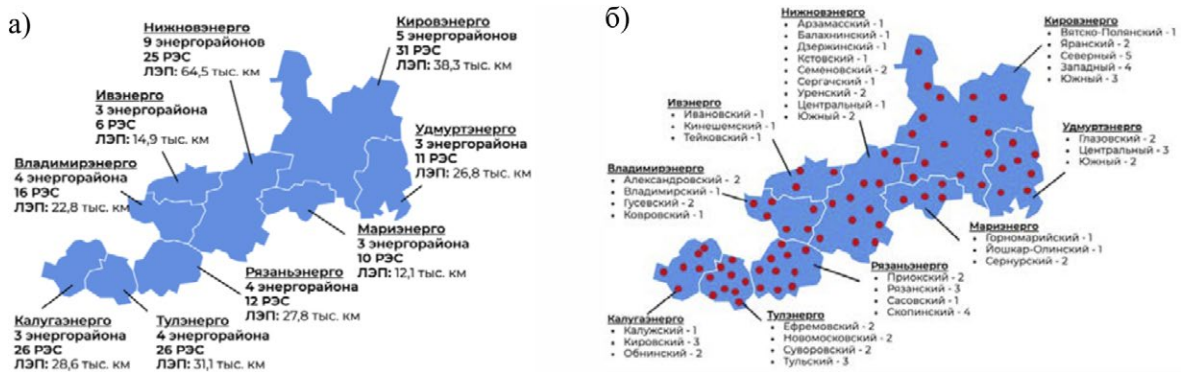 а)
Нижновэнерго
9 энергорайонов
25 РЭС
ЛЭП: 64,5 тыс. км
Кировэнерго
5 энергорайонов
31 РЭС
ЛЭП: 38,3 тыс. км
Ивэнерго
3 энергорайона
6 РЭС
ЛЭП: 14,9 тыс. км
Удмуртэнерго
3 энергорайона
11 РЭС
ЛЭП: 26,8 тыс. км
Владимирэнерго
4 энергорайона
16 РЭС
ЛЭП: 22,8 тыс. км
Мариэнерго
3 энергорайона
10 РЭС
ЛЭП: 12,1 тыс. км
Рязаньэнерго
4 энергорайона
12 РЭС
ЛЭП: 27,8 тыс. км
Калугаэнерго
3 энергорайона
26 РЭС
ЛЭП: 28,6 тыс. км
Тулэнерго
4 энергорайона
26 РЭС
ЛЭП: 31,1 тыс. км
б)
Нижновэнерго
• Арзамасский - 1
• Балахнинский - 1
• Дзержинский - 1
• Кстовский - 1
• Семеновский - 2
• Сергачский - 1
• Уренский - 2
• Центральный - 1
• Южный - 2
Кировэнерго
• Вятско-Полянский - 1
• Яранский - 2
• Северный - 5
• Западный - 4
• Южный - 3
Ивэнерго
• Ивановский - 1
• Кинешемский - 1
• Тейковский - 1
Удмуртэнерго
• Глазовский - 2
• Центральный - 3
• Южный - 2
Владимирэнерго
• Александровский - 2
• Владимирский - 1
• Гусевский - 2
• Ковровский - 1
Мариэнерго
• Горномарийский - 1
• Йошкар-Олинский - 1
• Сернурский - 2
Рязаньэнерго
• Приокский - 2
• Рязанский - 3
• Сасовский - 1
• Скопинский - 4
Калугаэнерго
• Калужский - 1
• Кировский - 3
• Обнинский - 2
Тулэнерго
• Ефремовский - 2
• Новомосковский - 2
• Суворовский - 2
• Тульский - 3